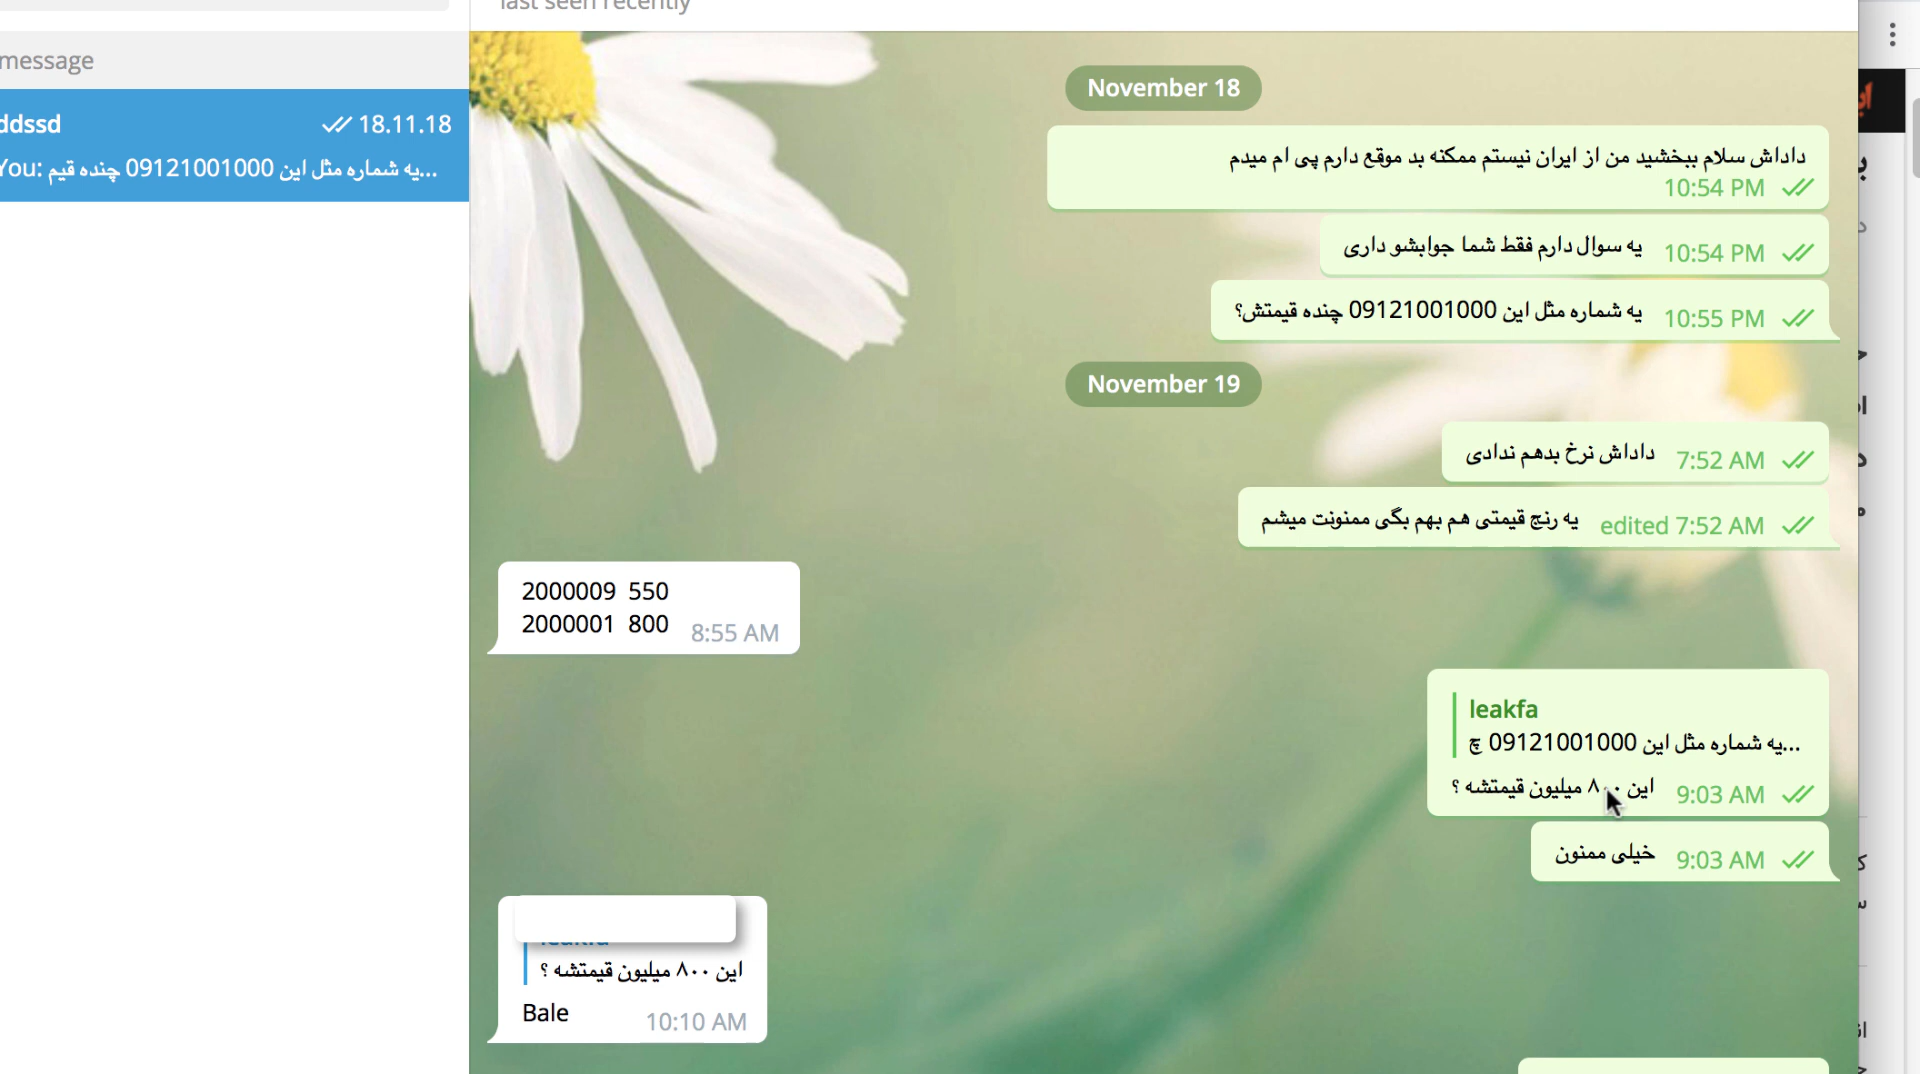 last seen recently
message
ddssd
18.11.18
You: یه شماره مثل این 09121001000 چنده قیم...
November 18
داداش سلام ببخشید من از ایران نیستم ممکنه بد موقع دارم پی ام میدم
10:54 PM
یه سوال دارم فقط شما جوابشو داری 10:54 PM
یه شماره مثل این 09121001000 چنده قیمتش؟ 10:55 PM
November 19
داداش نرخ بدهم ندادی 7:52 AM
یه رنج قیمتی هم بهم بگی ممنونت میشم edited 7:52 AM
2000009 550
2000001 800 8:55 AM
leakfa
یه شماره مثل این 09121001000 چ...
این ۸۰۰ میلیون قیمتشه ؟ 9:03 AM
خیلی ممنون 9:03 AM
این ۸۰۰ میلیون قیمتشه ؟
Bale 10:10 AM